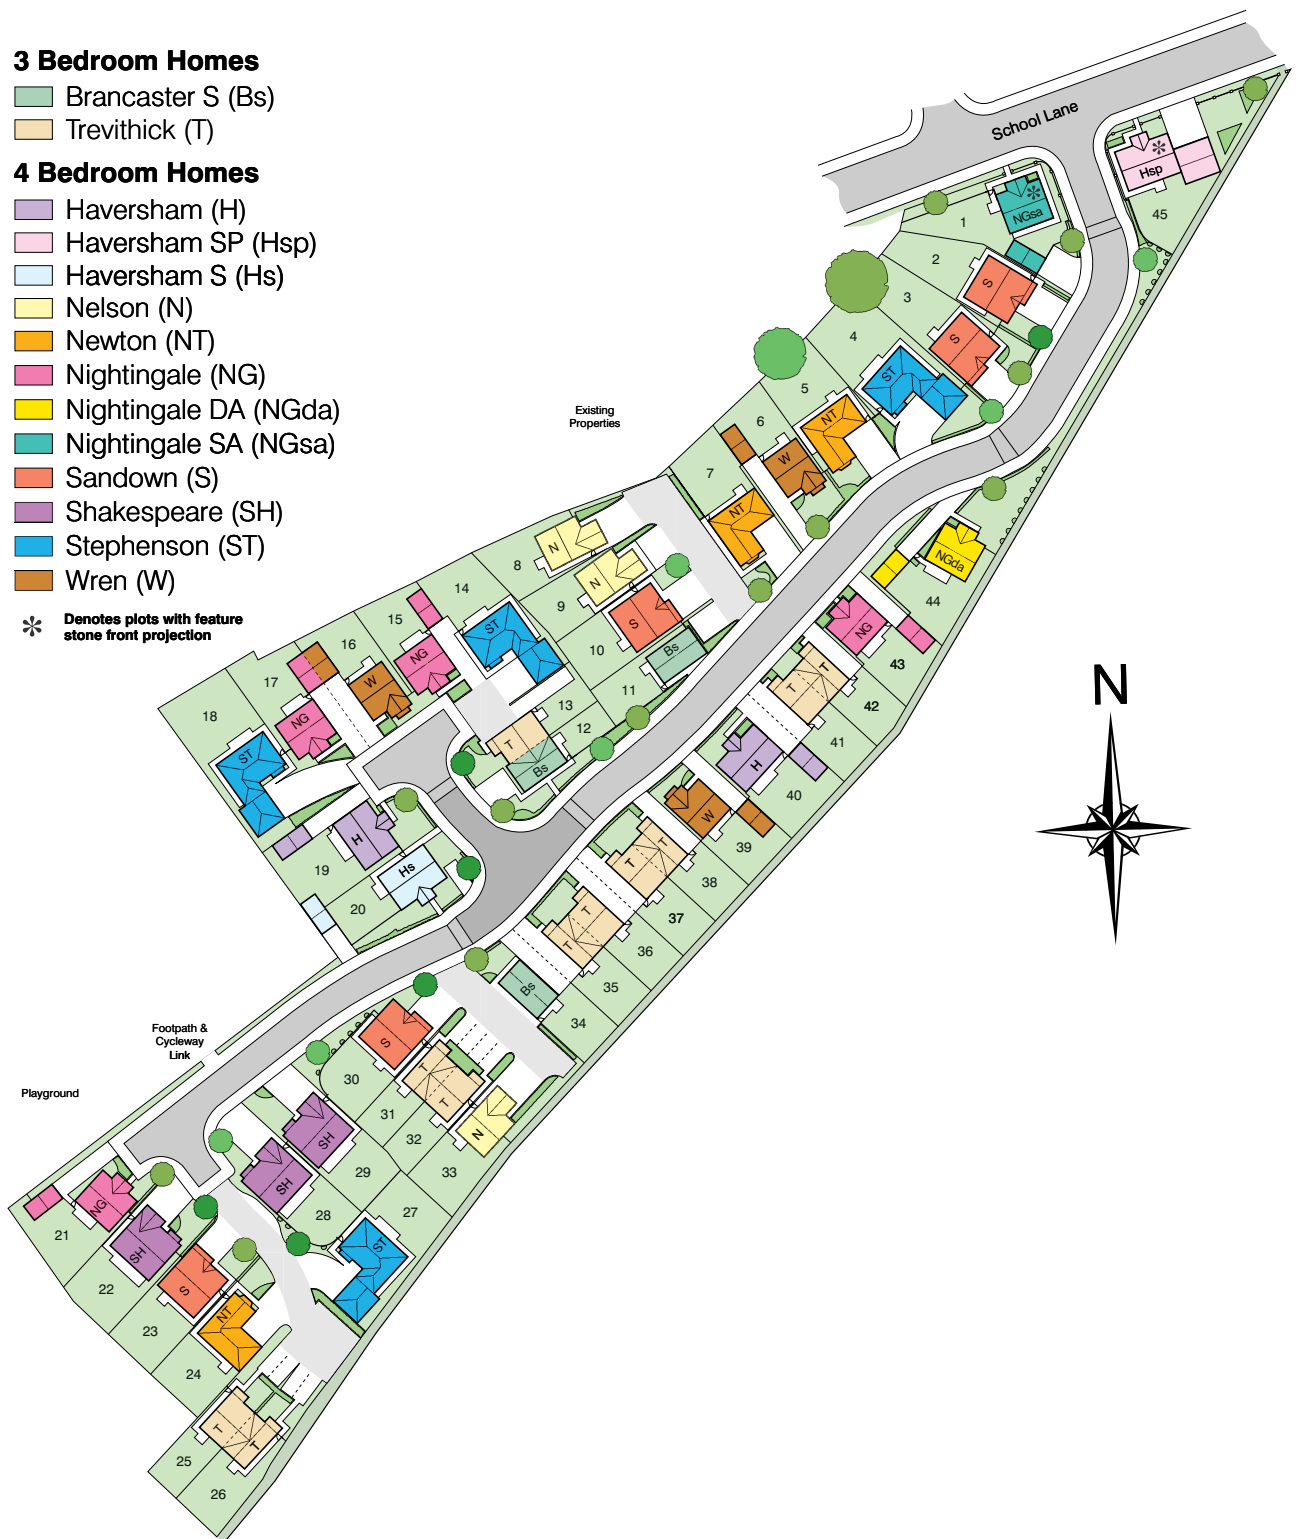 3 Bedroom Homes
Brancaster S (Bs)
Trevithick (T)
4 Bedroom Homes
Haversham (H)
Haversham SP (Hsp)
Haversham S (Hs)
Nelson (N)
Newton (NT)
Nightingale (NG)
Nightingale DA (NGda)
Nightingale SA (NGsa)
Sandown (S)
Shakespeare (SH)
Stephenson (ST)
Wren (W)
Denotes plots with feature
stone front projection
School Lane
Hsp
45
NGsa
1
2
S
3
S
4
ST
5
NT
6
W
7
NT
Existing
Properties
8
N
9
N
10
S
11
Bs
12
13
T
Bs
14
ST
15
NG
16
W
17
NG
18
ST
19
H
20
Hs
NGda
44
NG
43
T
T
42
41
H
40
W
39
T
T
38
37
T
T
36
35
Bs
34
N
Footpath &
Cycleway
Link
Playground
S
30
T
T
31
32
N
33
SH
29
SH
28
27
ST
NG
21
SH
22
S
23
NT
24
T
T
25
26